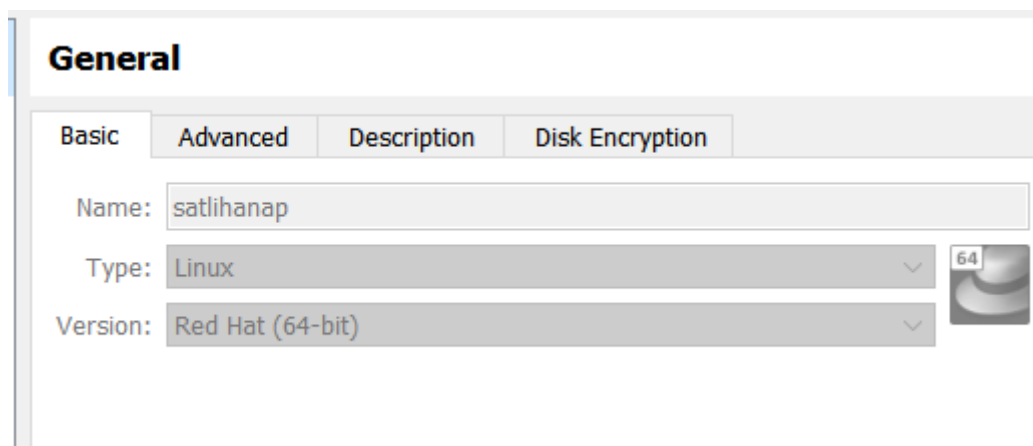 General
Basic Advanced Description Disk Encryption
Name: satlihanap
Type: Linux
64
Version: Red Hat (64-bit)